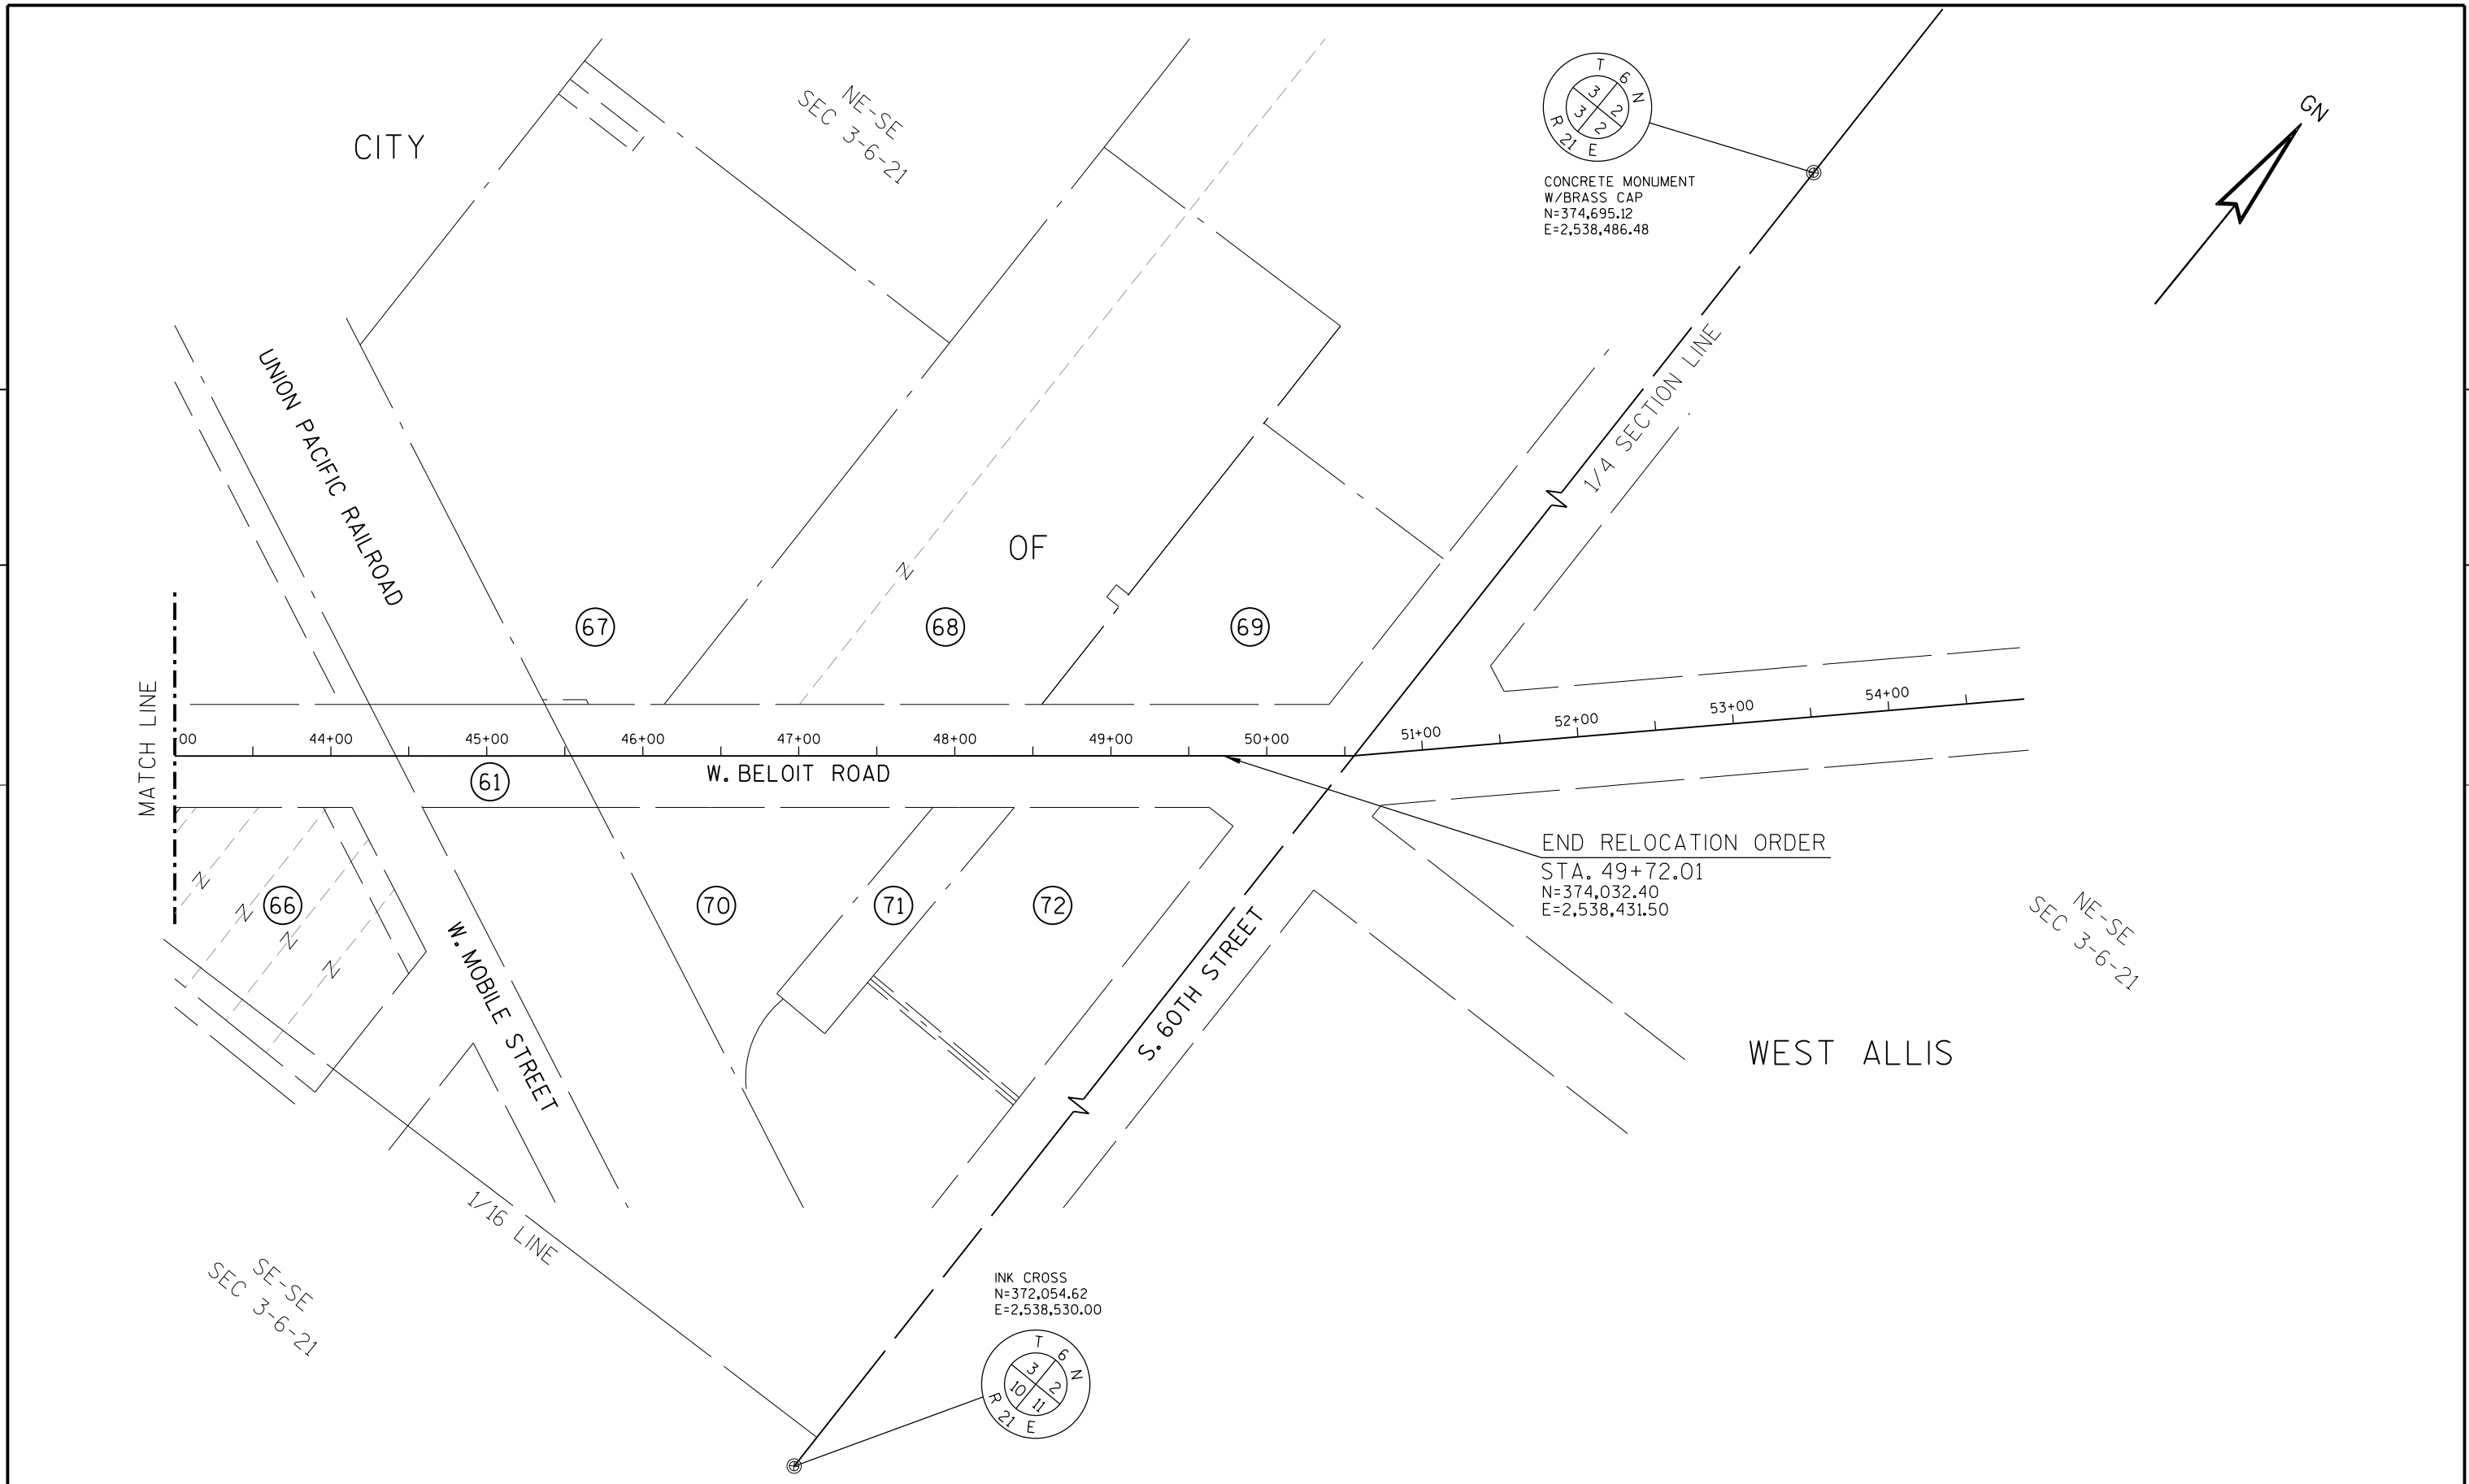 CITY
NE-SE
SEC 3-6-21
T 6 N
R 21 E
3
2
3
2
CONCRETE MONUMENT
W/BRASS CAP
N=374,695.12
E=2,538,486.48
GN
UNION PACIFIC RAILROAD
1/4 SECTION LINE
OF
Z
67
68
69
MATCH LINE
00
44+00
45+00
46+00
47+00
48+00
49+00
50+00
51+00
52+00
53+00
54+00
61
W. BELOIT ROAD
END RELOCATION ORDER
STA. 49+72.01
N=374,032.40
E=2,538,431.50
Z
Z
Z
Z
66
70
71
72
W. MOBILE STREET
S. 60TH STREET
NE-SE
SEC 3-6-21
WEST ALLIS
1/16 LINE
SE-SE
SEC 3-6-21
INK CROSS
N=372,054.62
E=2,538,530.00
T 6 N
R 21 E
3
2
10
11